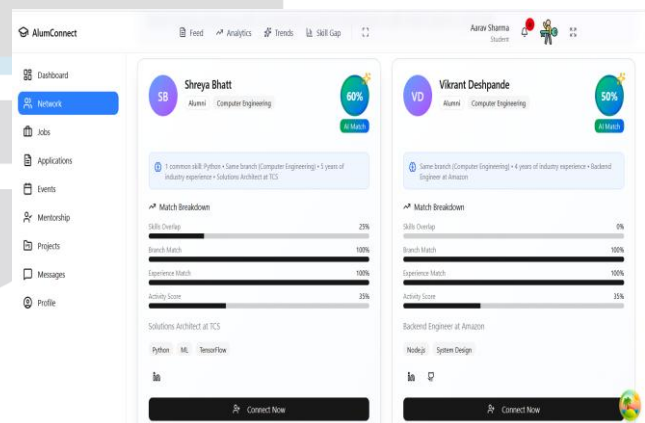 AlumConnect
Feed Analytics Trends Skill Gap
Aarav Sharma
Student
Dashboard
Network
Jobs
Applications
Events
Mentorship
Projects
Messages
Profile
SB
Shreya Bhatt
Alumni Computer Engineering
60%
AI Match
1 common skill: Python • Same branch (Computer Engineering) • 5 years of
industry experience • Solutions Architect at TCS
Match Breakdown
Skills Overlap 25%
Branch Match 100%
Experience Match 100%
Activity Score 35%
Solutions Architect at TCS
Python ML TensorFlow
in
Connect Now
VD
Vikrant Deshpande
Alumni Computer Engineering
50%
AI Match
Same branch (Computer Engineering) • 4 years of industry experience • Backend
Engineer at Amazon
Match Breakdown
Skills Overlap 0%
Branch Match 100%
Experience Match 100%
Activity Score 35%
Backend Engineer at Amazon
Node.js System Design
in
Connect Now